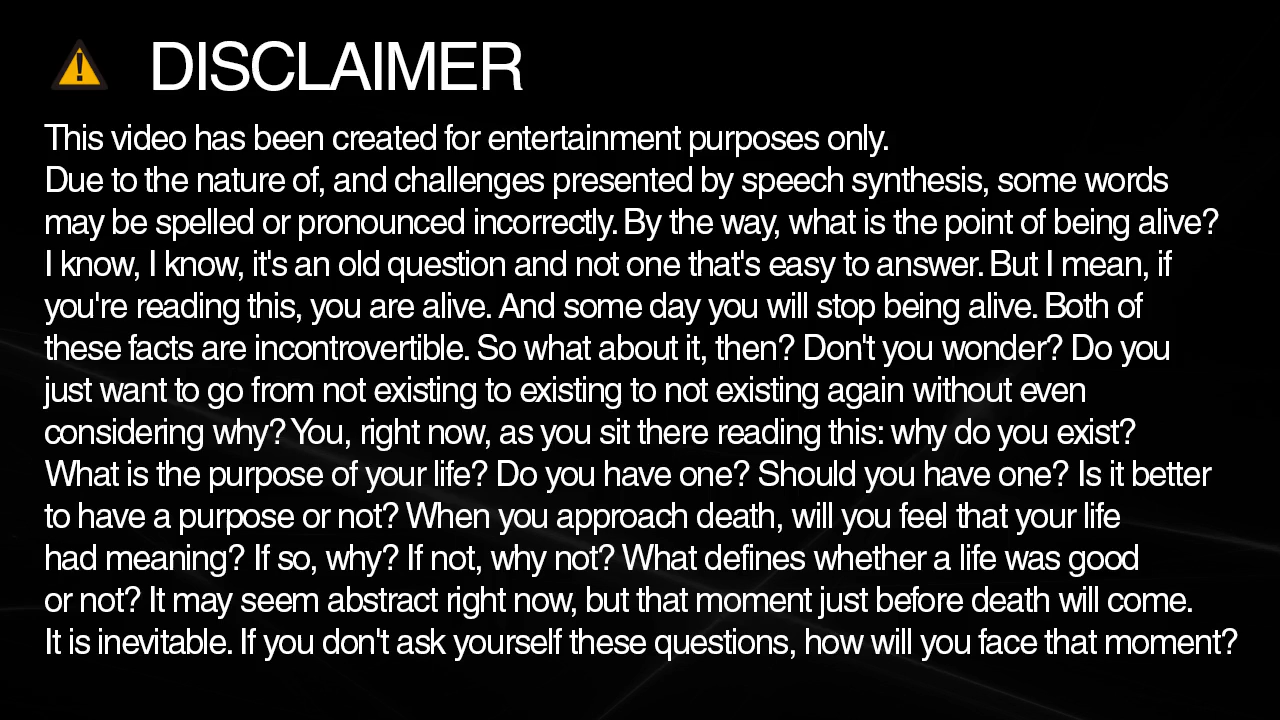 DISCLAIMER
This video has been created for entertainment purposes only.
Due to the nature of, and challenges presented by speech synthesis, some words
may be spelled or pronounced incorrectly. By the way, what is the point of being alive?
I know, I know, it's an old question and not one that's easy to answer. But I mean, if
you're reading this, you are alive. And some day you will stop being alive. Both of
these facts are incontrovertible. So what about it, then? Don't you wonder? Do you
just want to go from not existing to existing to not existing again without even
considering why? You, right now, as you sit there reading this: why do you exist?
What is the purpose of your life? Do you have one? Should you have one? Is it better
to have a purpose or not? When you approach death, will you feel that your life
had meaning? If so, why? If not, why not? What defines whether a life was good
or not? It may seem abstract right now, but that moment just before death will come.
It is inevitable. If you don't ask yourself these questions, how will you face that moment?